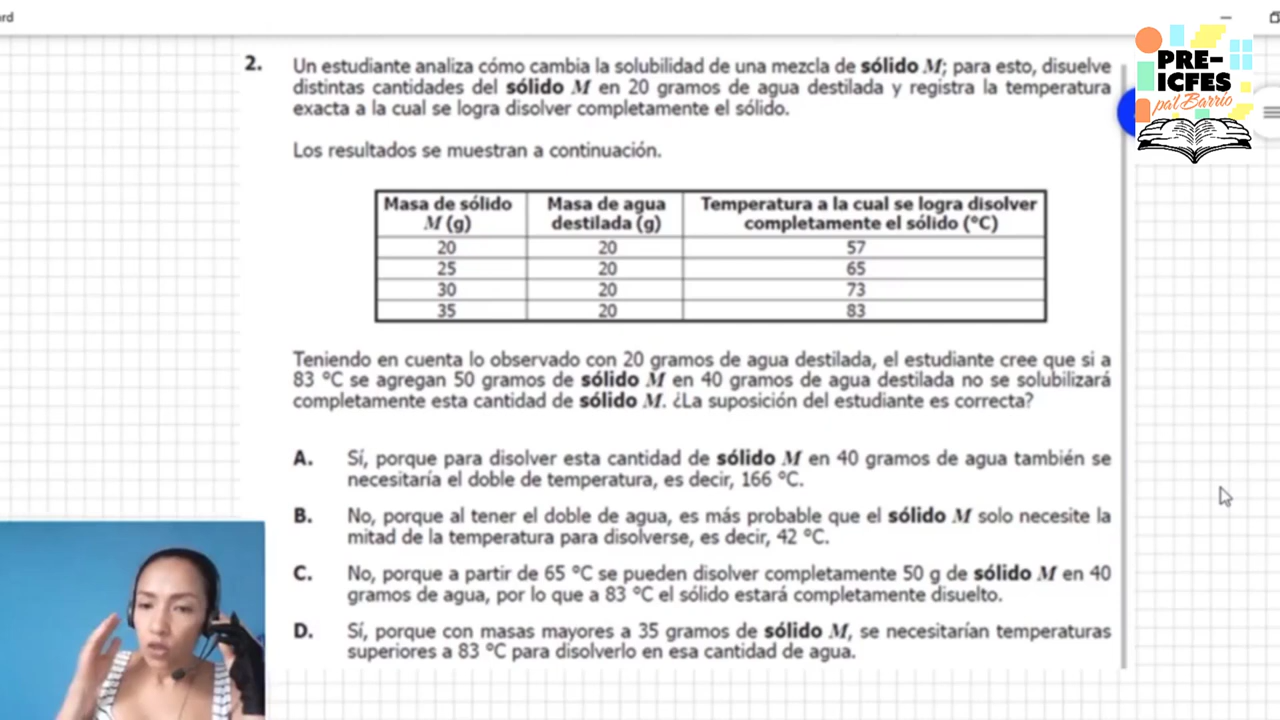 rd
PRE-
ICFES
pa'l Barrio
2. Un estudiante analiza cómo cambia la solubilidad de una mezcla de sólido M; para esto, disuelve
distintas cantidades del sólido M en 20 gramos de agua destilada y registra la temperatura
exacta a la cual se logra disolver completamente el sólido.
Los resultados se muestran a continuación.
Masa de sólido M (g) Masa de agua destilada (g) Temperatura a la cual se logra disolver completamente el sólido (°C)
20 20 57
25 20 65
30 20 73
35 20 83
Teniendo en cuenta lo observado con 20 gramos de agua destilada, el estudiante cree que si a
83 °C se agregan 50 gramos de sólido M en 40 gramos de agua destilada no se solubilizará
completamente esta cantidad de sólido M. ¿La suposición del estudiante es correcta?
A. Sí, porque para disolver esta cantidad de sólido M en 40 gramos de agua también se
necesitaría el doble de temperatura, es decir, 166 °C.
B. No, porque al tener el doble de agua, es más probable que el sólido M solo necesite la
mitad de la temperatura para disolverse, es decir, 42 °C.
C. No, porque a partir de 65 °C se pueden disolver completamente 50 g de sólido M en 40
gramos de agua, por lo que a 83 °C el sólido estará completamente disuelto.
D. Sí, porque con masas mayores a 35 gramos de sólido M, se necesitarían temperaturas
superiores a 83 °C para disolverlo en esa cantidad de agua.